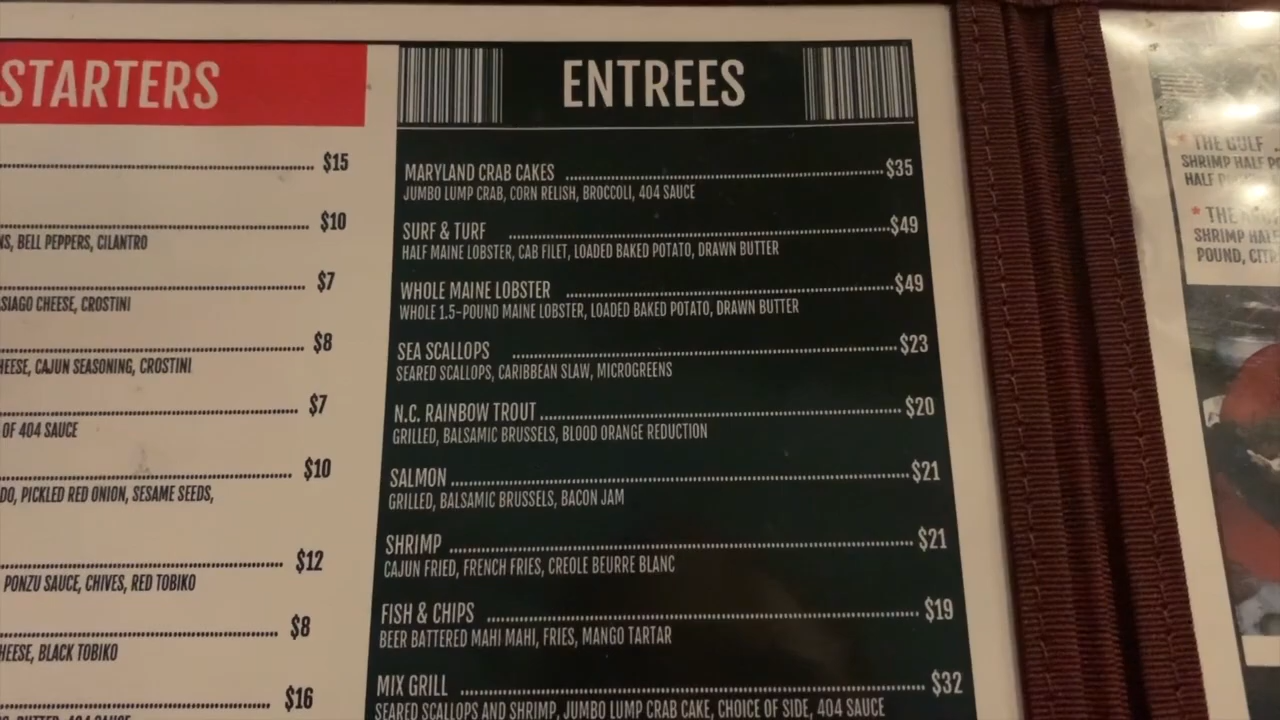 STARTERS
$15
$10
NS, BELL PEPPERS, CILANTRO
$7
SIAGO CHEESE, CROSTINI
$8
HEESE, CAJUN SEASONING, CROSTINI
$7
OF 404 SAUCE
$10
DO, PICKLED RED ONION, SESAME SEEDS,
$12
PONZU SAUCE, CHIVES, RED TOBIKO
$8
HEESE, BLACK TOBIKO
$16
ENTREES
MARYLAND CRAB CAKES $35
JUMBO LUMP CRAB, CORN RELISH, BROCCOLI, 404 SAUCE
SURF & TURF $49
HALF MAINE LOBSTER, CAB FILET, LOADED BAKED POTATO, DRAWN BUTTER
WHOLE MAINE LOBSTER $49
WHOLE 1.5-POUND MAINE LOBSTER, LOADED BAKED POTATO, DRAWN BUTTER
SEA SCALLOPS $23
SEARED SCALLOPS, CARIBBEAN SLAW, MICROGREENS
N.C. RAINBOW TROUT $20
GRILLED, BALSAMIC BRUSSELS, BLOOD ORANGE REDUCTION
SALMON $21
GRILLED, BALSAMIC BRUSSELS, BACON JAM
SHRIMP $21
CAJUN FRIED, FRENCH FRIES, CREOLE BEURRE BLANC
FISH & CHIPS $19
BEER BATTERED MAHI MAHI, FRIES, MANGO TARTAR
MIX GRILL $32
SEARED SCALLOPS AND SHRIMP, JUMBO LUMP CRAB CAKE, CHOICE OF SIDE, 404 SAUCE
* THE GULF
SHRIMP HALF PO
HALF
* THE
SHRIMP HAL
POUND, CITR